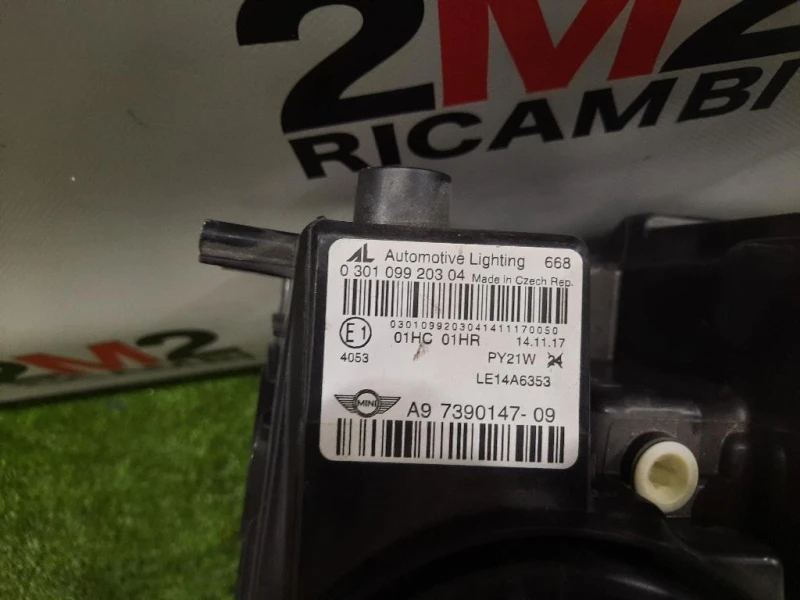 2M2
RICAMBI
2M2
AL Automotive Lighting 668
0 301 099 203 04 Made in Czech Rep.
0301099203041411170050
E1 01HC 01HR 14.11.17
4053 PY21W 24
LE14A6353
MINI A9 7390147-09